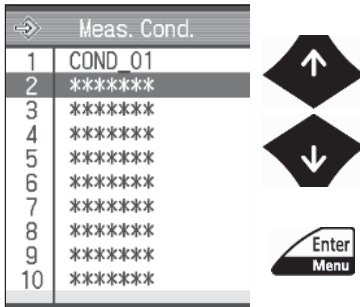 Meas. Cond.
1 COND_01
2 *******
3 *******
4 *******
5 *******
6 *******
7 *******
8 *******
9 *******
10 *******
Enter
Menu